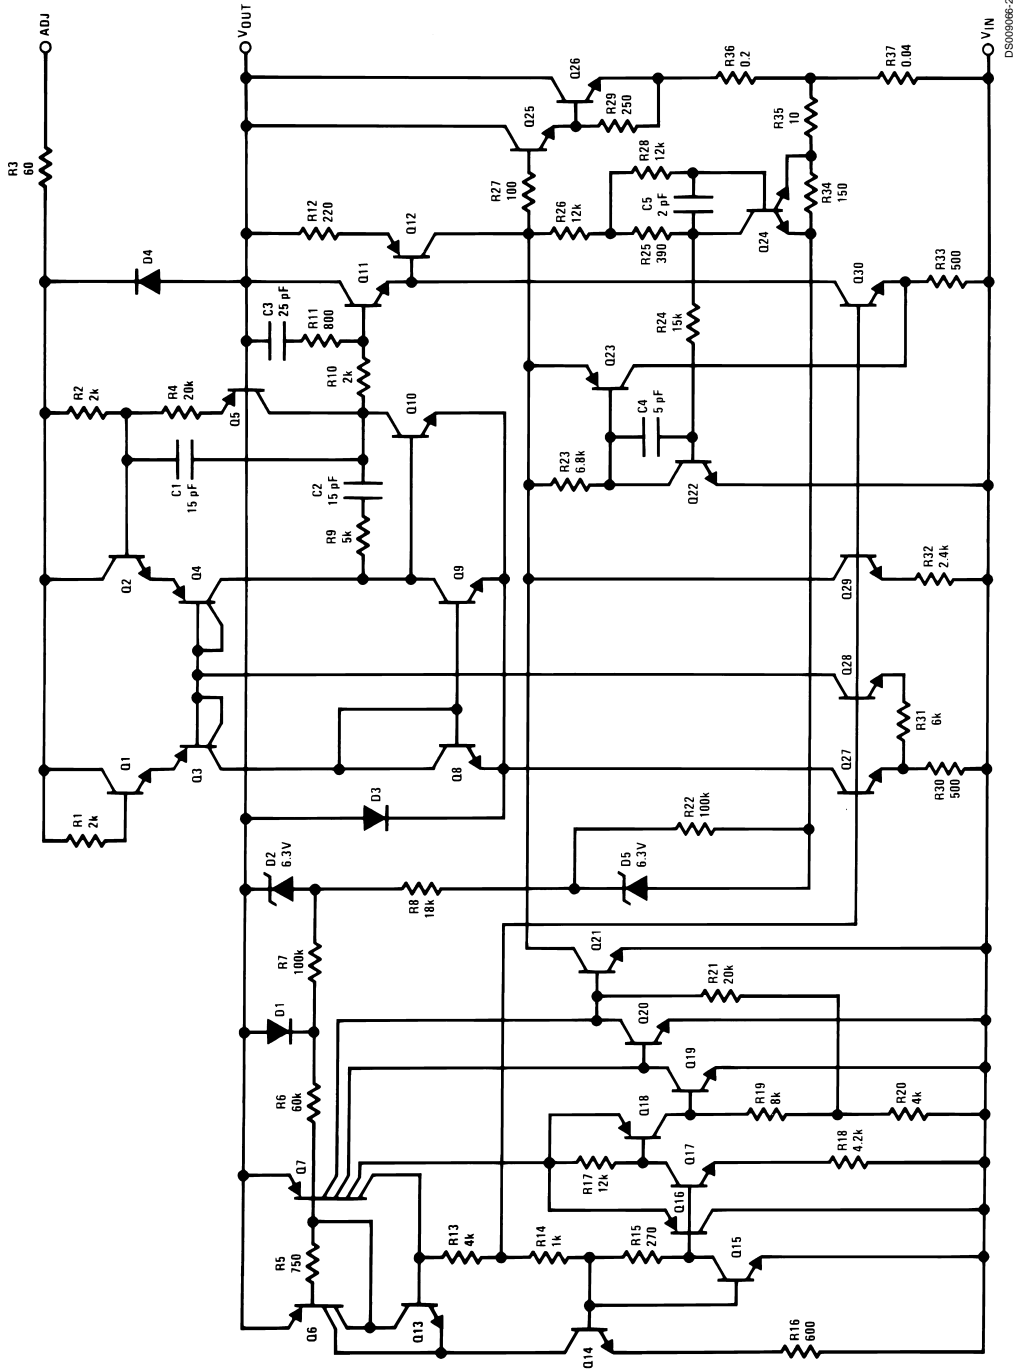 ADJ
R3
60
VOUT
VIN
DS009066-2
D4
R2
2k
R4
20k
Q5
C3
25 pF
R11
800
R12
220
Q11
Q12
R10
2k
Q10
C1
15 pF
C2
15 pF
R9
5k
Q2
Q4
Q9
Q1
Q3
Q8
R1
2k
D3
D2
6.3V
R8
18k
D5
6.3V
R22
100k
R7
100k
D1
R6
60k
Q7
R5
750
Q6
Q13
R13
4k
R14
1k
R15
270
Q14
Q15
R16
600
Q16
Q17
R17
12k
Q18
R18
4.2k
Q19
R19
8k
R20
4k
Q20
R21
20k
Q21
Q27
R30
500
R31
6k
Q28
Q29
R32
2.4k
R23
6.8k
C4
5 pF
Q22
Q23
R24
15k
Q30
R33
500
R25
390
R26
12k
R27
100
R28
12k
C5
2 pF
Q24
R34
150
R35
10
Q25
Q26
R29
250
R36
0.2
R37
0.04